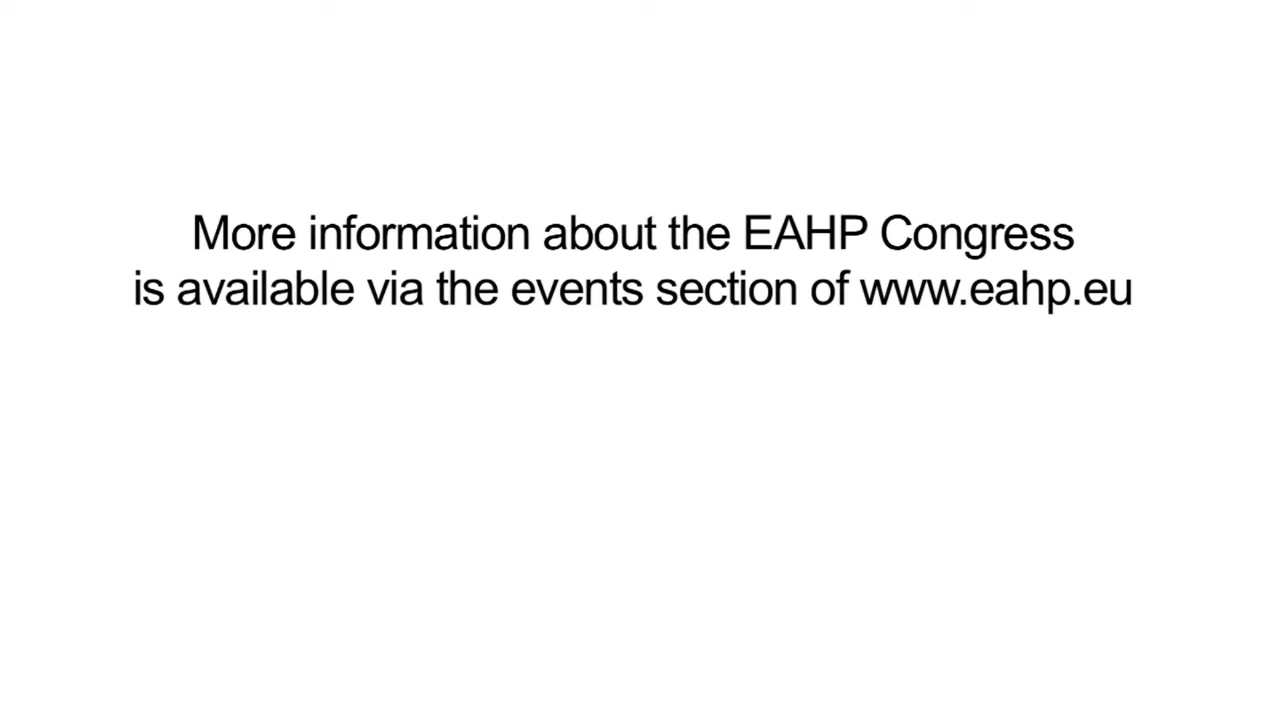 More information about the EAHP Congress
is available via the events section of www.eahp.eu